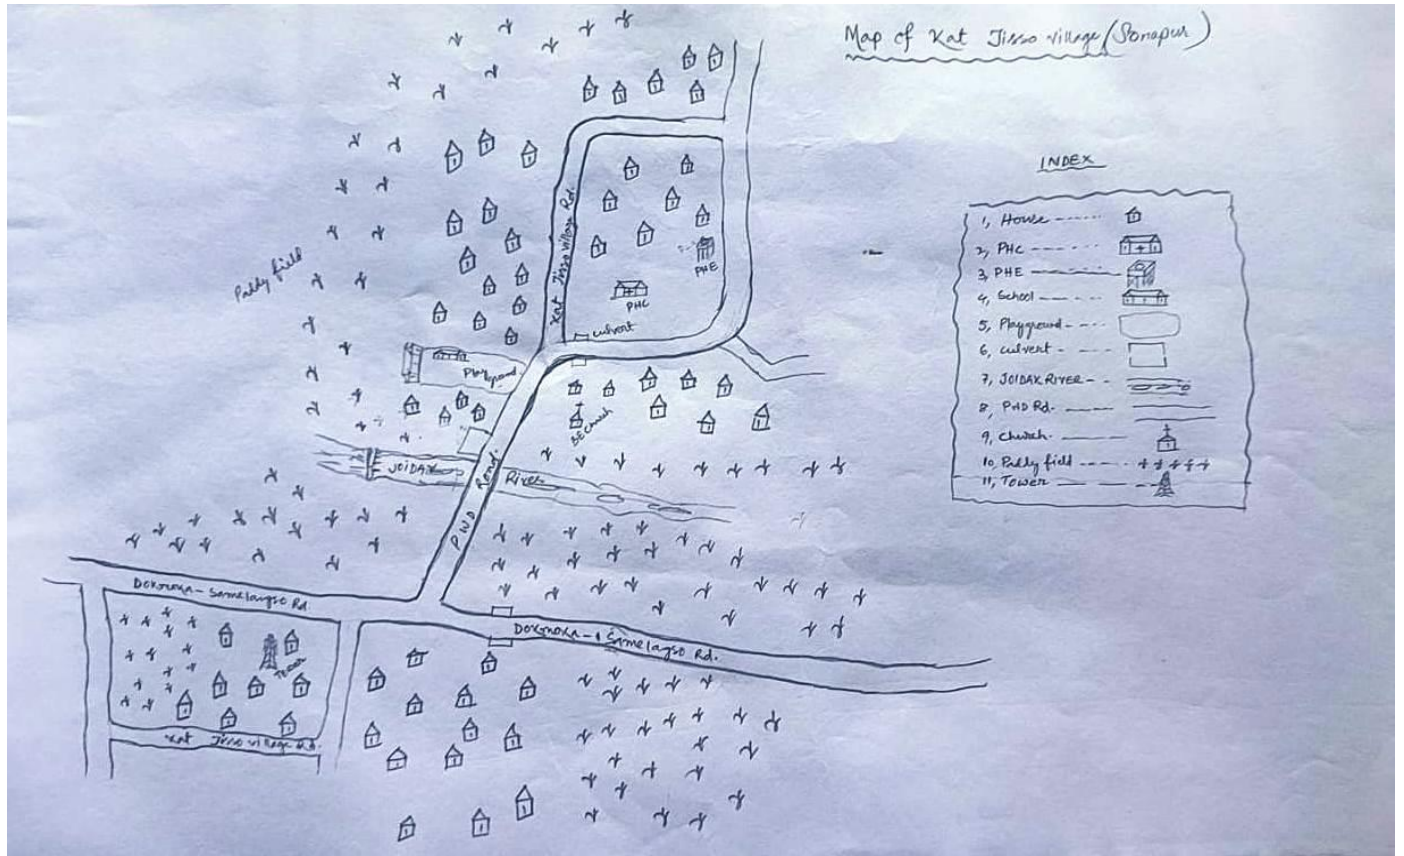 Map of Kat Jisso village (Sonapur)
INDEX
1, House
2, PHC
3, PHE
4, School
5, Playground
6, culvert
7, JOIDAK RIVER
8, PWD Rd.
9, church
10, Paddy field
11, Tower
Paddy field
Kat Jisso village Rd.
PHE
PHC
culvert
Playground
BE Church
JOIDAK
River
PWD Road
Dokmoka - Samelangso Rd
Dokmoka - Samelangso Rd.
Tower
Kat Jisso village Rd.